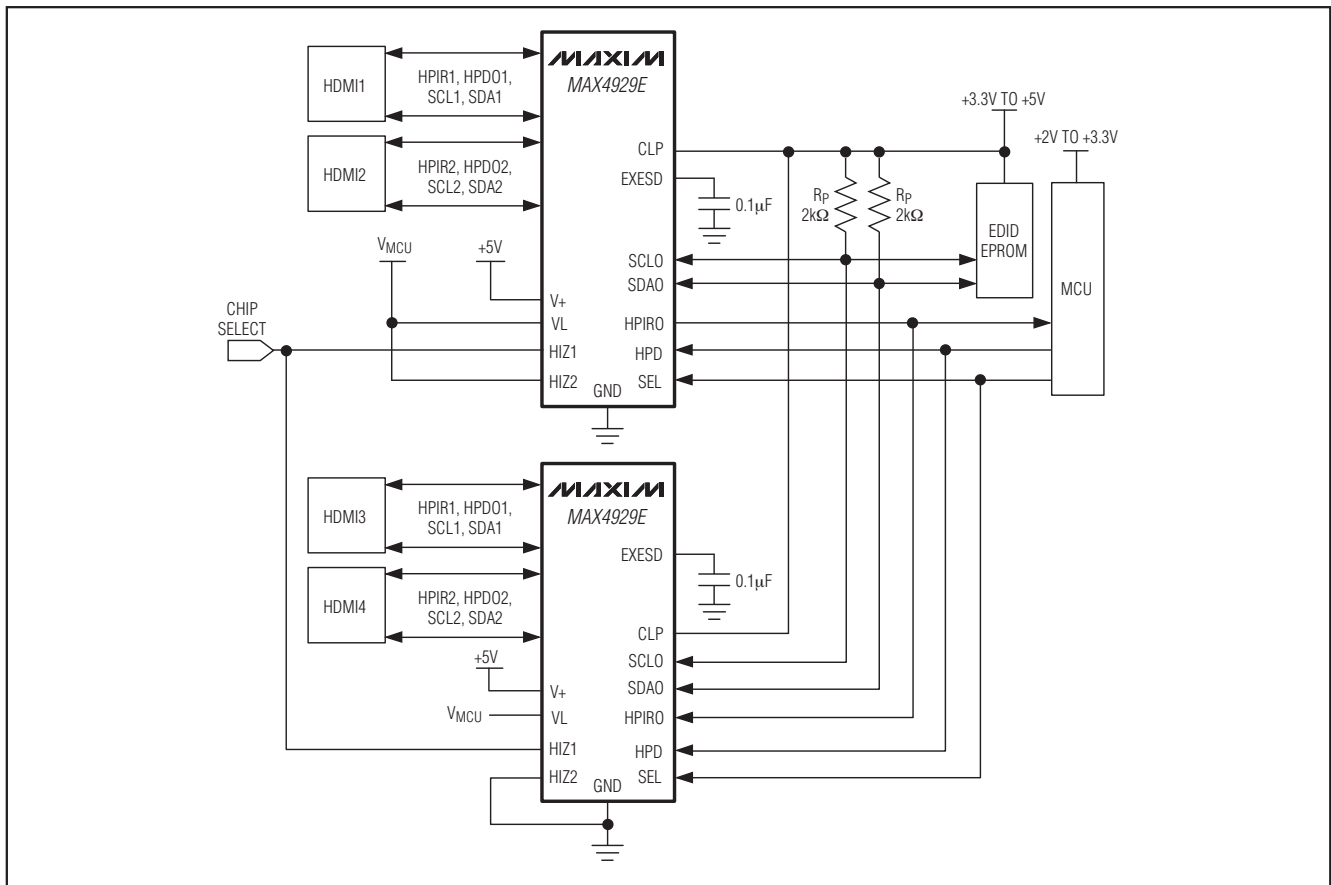 MAXIM
MAX4929E
HDMI1
HPIR1, HPDO1,
SCL1, SDA1
HDMI2
HPIR2, HPDO2,
SCL2, SDA2
CLP
EXESD
0.1μF
+3.3V TO +5V
+2V TO +3.3V
RP
2kΩ
RP
2kΩ
EDID
EPROM
MCU
VMCU
+5V
CHIP
SELECT
V+
VL
HIZ1
HIZ2
GND
SCLO
SDAO
HPIRO
HPD
SEL
MAXIM
MAX4929E
HDMI3
HPIR1, HPDO1,
SCL1, SDA1
HDMI4
HPIR2, HPDO2,
SCL2, SDA2
EXESD
0.1μF
CLP
SCLO
SDAO
HPIRO
HPD
SEL
+5V
VMCU
V+
VL
HIZ1
HIZ2
GND